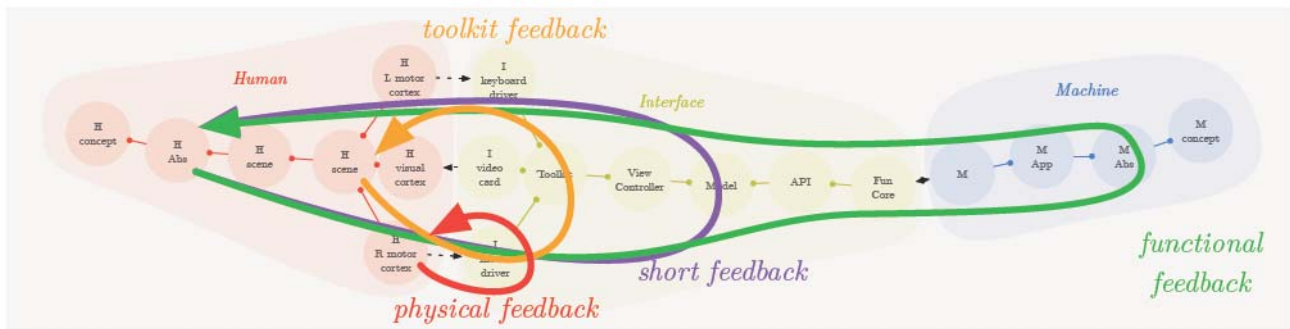 toolkit feedback
Human
H
L motor
cortex
I
keyboard
driver
Interface
Machine
H
concept
H
Abs
H
scene
H
scene
H
visual
cortex
I
video
card
Toolkit
View
Controller
Model
API
Fun
Core
M
M
App
M
Abs
M
concept
H
R motor
cortex
I
driver
short feedback
physical feedback
functional
feedback